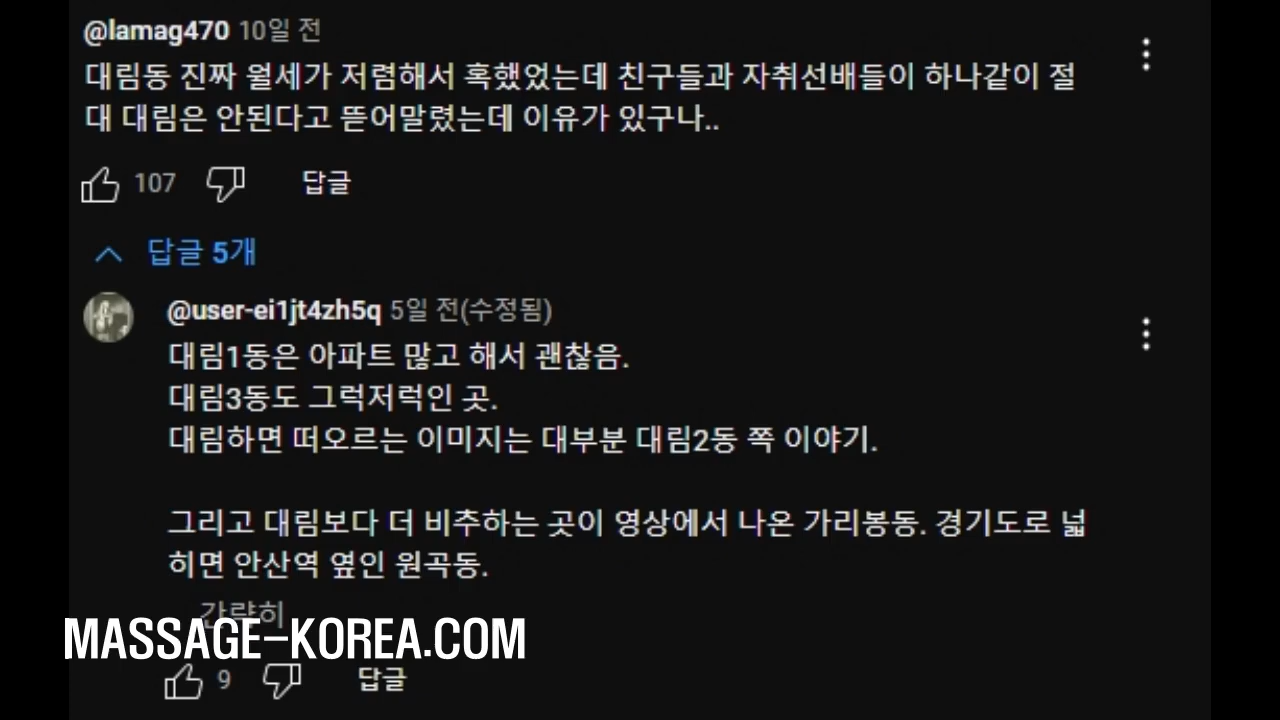 @lamag470 10일 전
대림동 진짜 월세가 저렴해서 혹했었는데 친구들과 자취선배들이 하나같이 절
대 대림은 안된다고 뜯어말렸는데 이유가 있구나..
107 답글
답글 5개
@user-ei1jt4zh5q 5일 전(수정됨)
대림1동은 아파트 많고 해서 괜찮음.
대림3동도 그럭저럭인 곳.
대림하면 떠오르는 이미지는 대부분 대림2동 쪽 이야기.
그리고 대림보다 더 비추하는 곳이 영상에서 나온 가리봉동. 경기도로 넓
히면 안산역 옆인 원곡동.
간략히
MASSAGE-KOREA.COM
9 답글